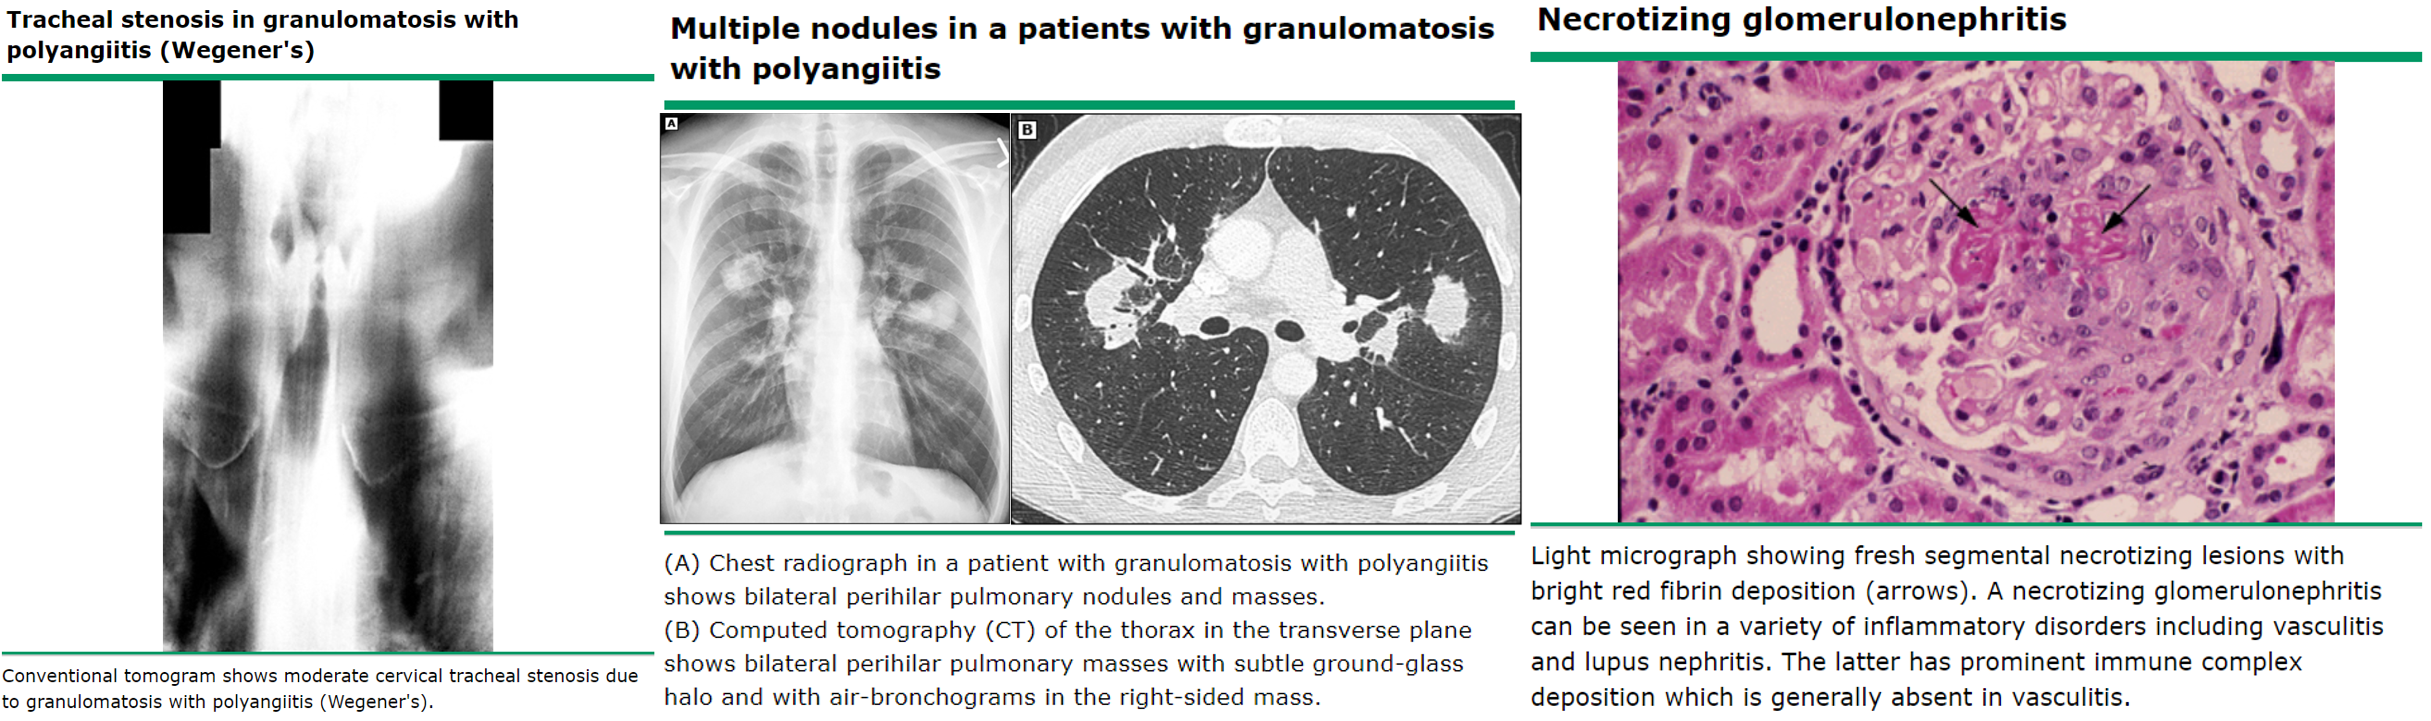 Tracheal stenosis in granulomatosis with
polyangiitis (Wegener's)
Conventional tomogram shows moderate cervical tracheal stenosis due
to granulomatosis with polyangiitis (Wegener's).
Multiple nodules in a patients with granulomatosis
with polyangiitis
A
B
(A) Chest radiograph in a patient with granulomatosis with polyangiitis
shows bilateral perihilar pulmonary nodules and masses.
(B) Computed tomography (CT) of the thorax in the transverse plane
shows bilateral perihilar pulmonary masses with subtle ground-glass
halo and with air-bronchograms in the right-sided mass.
Necrotizing glomerulonephritis
Light micrograph showing fresh segmental necrotizing lesions with
bright red fibrin deposition (arrows). A necrotizing glomerulonephritis
can be seen in a variety of inflammatory disorders including vasculitis
and lupus nephritis. The latter has prominent immune complex
deposition which is generally absent in vasculitis.